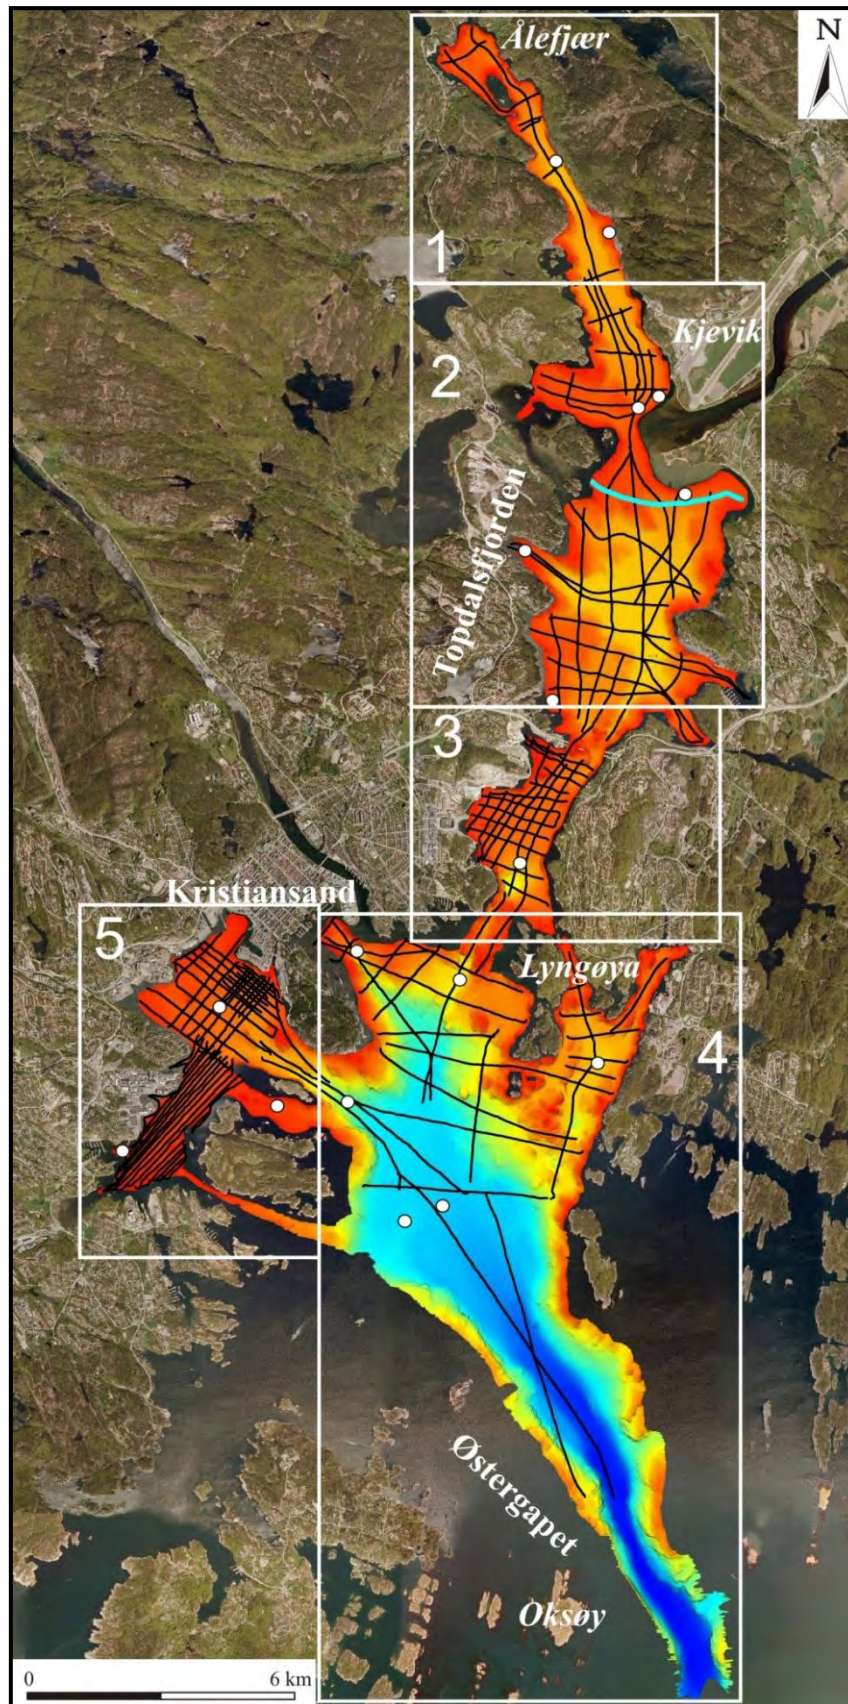 Ålefjær
N
1
Kjevik
2
Topdalsfjorden
3
Kristiansand
5
Lyngøya
4
Østergapet
Oksøy
0 6 km